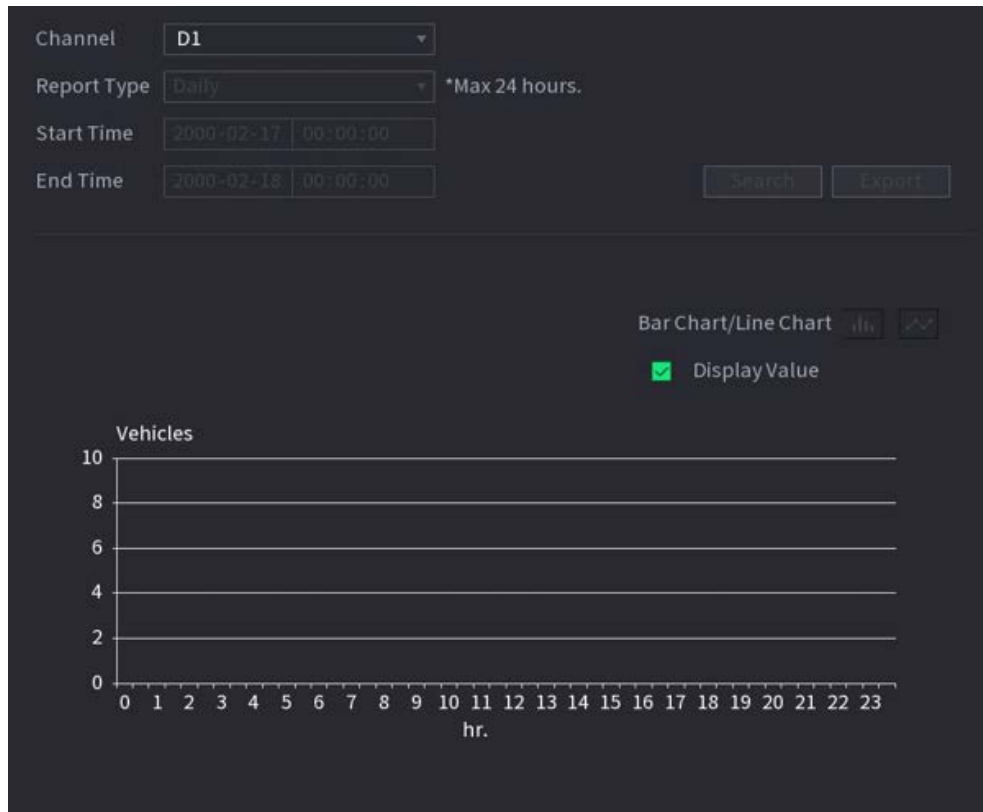 Channel D1
Report Type Daily *Max 24 hours.
Start Time 2000-02-17 00:00:00
End Time 2000-02-18 00:00:00 Search Export
Bar Chart/Line Chart
Display Value
Vehicles
10
8
6
4
2
0
0 1 2 3 4 5 6 7 8 9 10 11 12 13 14 15 16 17 18 19 20 21 22 23
hr.